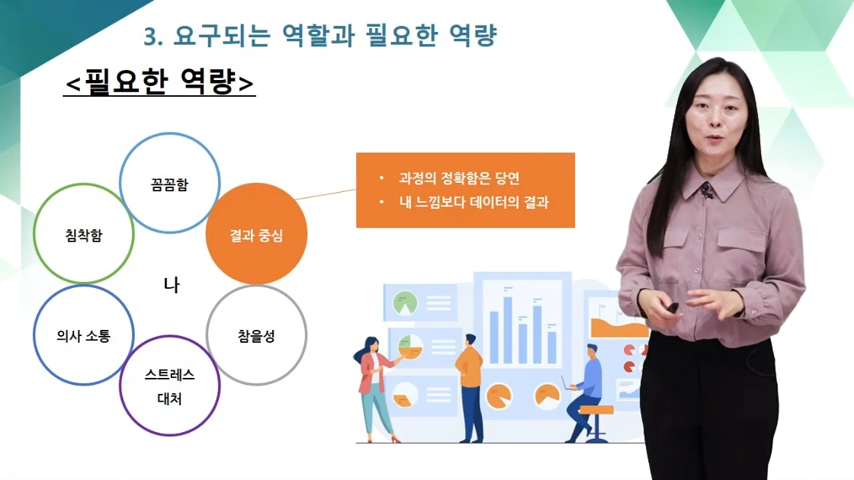 3. 요구되는 역할과 필요한 역량
<필요한 역량>
꼼꼼함
결과 중심
참을성
스트레스
대처
의사 소통
침착함
나
• 과정의 정확함은 당연
• 내 느낌보다 데이터의 결과